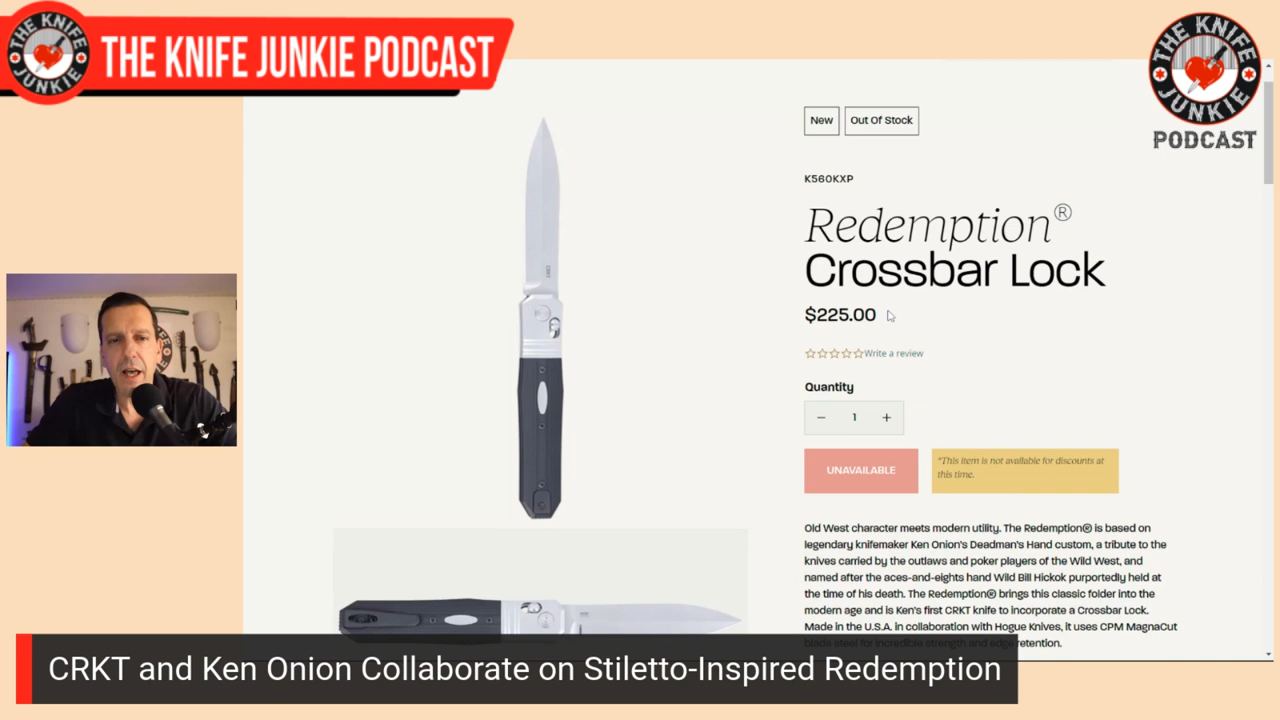 THE KNIFE JUNKIE
THE KNIFE JUNKIE PODCAST
THE KNIFE JUNKIE
PODCAST
New
Out Of Stock
K560KXP
Redemption®
Crossbar Lock
$225.00
Write a review
Quantity
− 1 +
UNAVAILABLE
*This item is not available for discounts at
this time.
Old West character meets modern utility. The Redemption® is based on
legendary knifemaker Ken Onion's Deadman's Hand custom, a tribute to the
knives carried by the outlaws and poker players of the Wild West, and
named after the aces-and-eights hand Wild Bill Hickok purportedly held at
the time of his death. The Redemption® brings this classic folder into the
modern age and is Ken's first CRKT knife to incorporate a Crossbar Lock.
Made in the U.S.A. in collaboration with Hogue Knives, it uses CPM MagnaCut
blade steel for incredible strength and edge retention.
CRKT
CRKT and Ken Onion Collaborate on Stiletto-Inspired Redemption